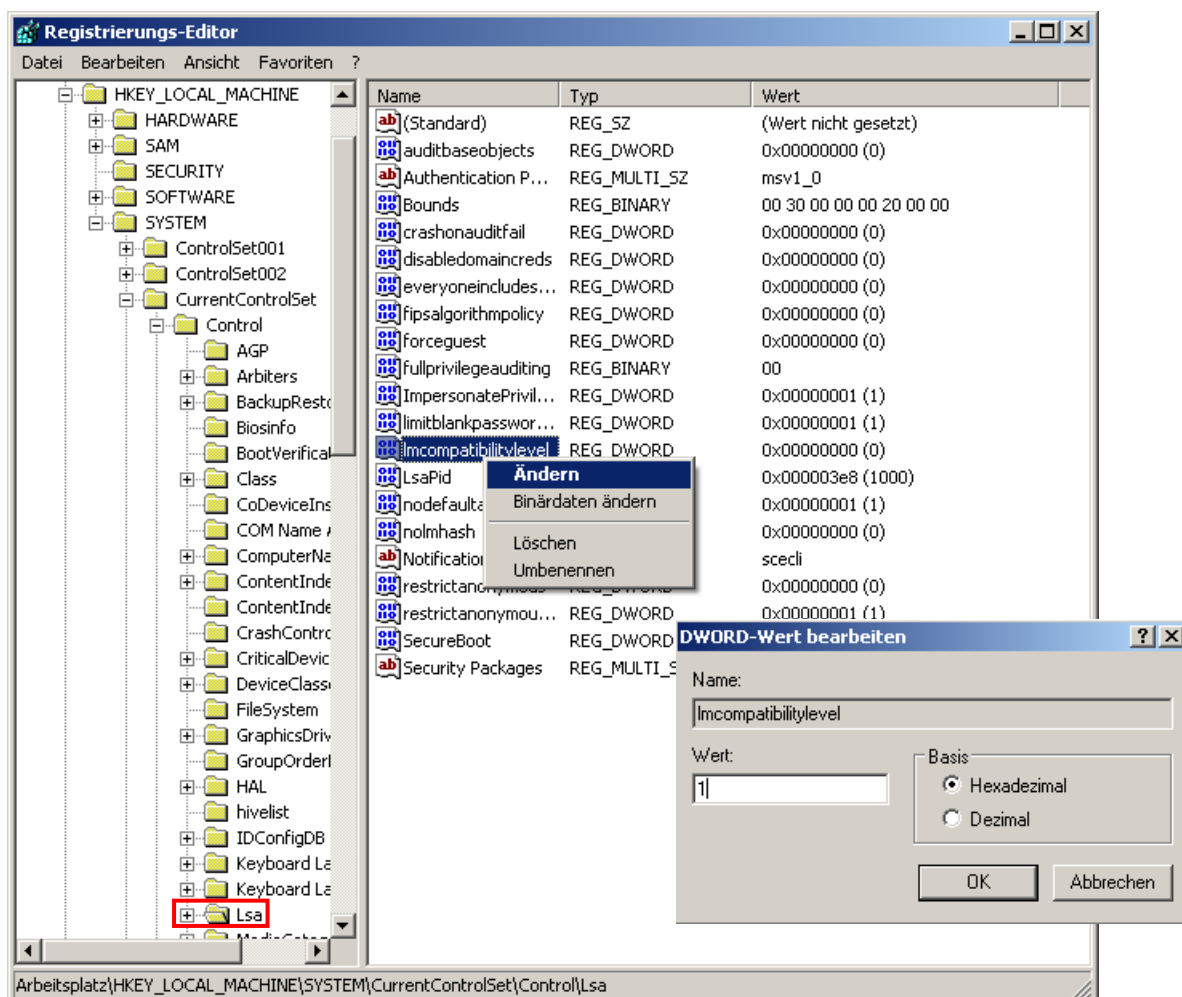 Registrierungs-Editor
Datei Bearbeiten Ansicht Favoriten ?
HKEY_LOCAL_MACHINE
HARDWARE
SAM
SECURITY
SOFTWARE
SYSTEM
ControlSet001
ControlSet002
CurrentControlSet
Control
AGP
Arbiters
BackupResto
Biosinfo
BootVerifical
Class
CoDeviceIns
COM Name A
ComputerNa
ContentInde
ContentInde
CrashContro
CriticalDevic
DeviceClasse
FileSystem
GraphicsDriv
GroupOrderl
HAL
hivelist
IDConfigDB
Keyboard La
Keyboard La
Lsa
Name Typ Wert
(Standard) REG_SZ (Wert nicht gesetzt)
auditbaseobjects REG_DWORD 0x00000000 (0)
Authentication P... REG_MULTI_SZ msv1_0
Bounds REG_BINARY 00 30 00 00 00 20 00 00
crashonauditfail REG_DWORD 0x00000000 (0)
disabledomaincreds REG_DWORD 0x00000000 (0)
everyoneincludes... REG_DWORD 0x00000000 (0)
fipsalgorithmpolicy REG_DWORD 0x00000000 (0)
forceguest REG_DWORD 0x00000000 (0)
fullprivilegeauditing REG_BINARY 00
ImpersonatePrivil... REG_DWORD 0x00000001 (1)
limitblankpasswor... REG_DWORD 0x00000001 (1)
lmcompatibilitylevel REG_DWORD 0x00000000 (0)
LsaPid 0x000003e8 (1000)
nodefaulta 0x00000001 (1)
nolmhash 0x00000000 (0)
Notification scecli
restrictanonymous REG_DWORD 0x00000000 (0)
restrictanonymou... REG_DWORD 0x00000001 (1)
SecureBoot REG_DWORD
Security Packages REG_MULTI_S
Ändern
Binärdaten ändern
Löschen
Umbenennen
DWORD-Wert bearbeiten
Name:
lmcompatibilitylevel
Wert:
1
Basis
Hexadezimal
Dezimal
OK Abbrechen
Arbeitsplatz\HKEY_LOCAL_MACHINE\SYSTEM\CurrentControlSet\Control\Lsa